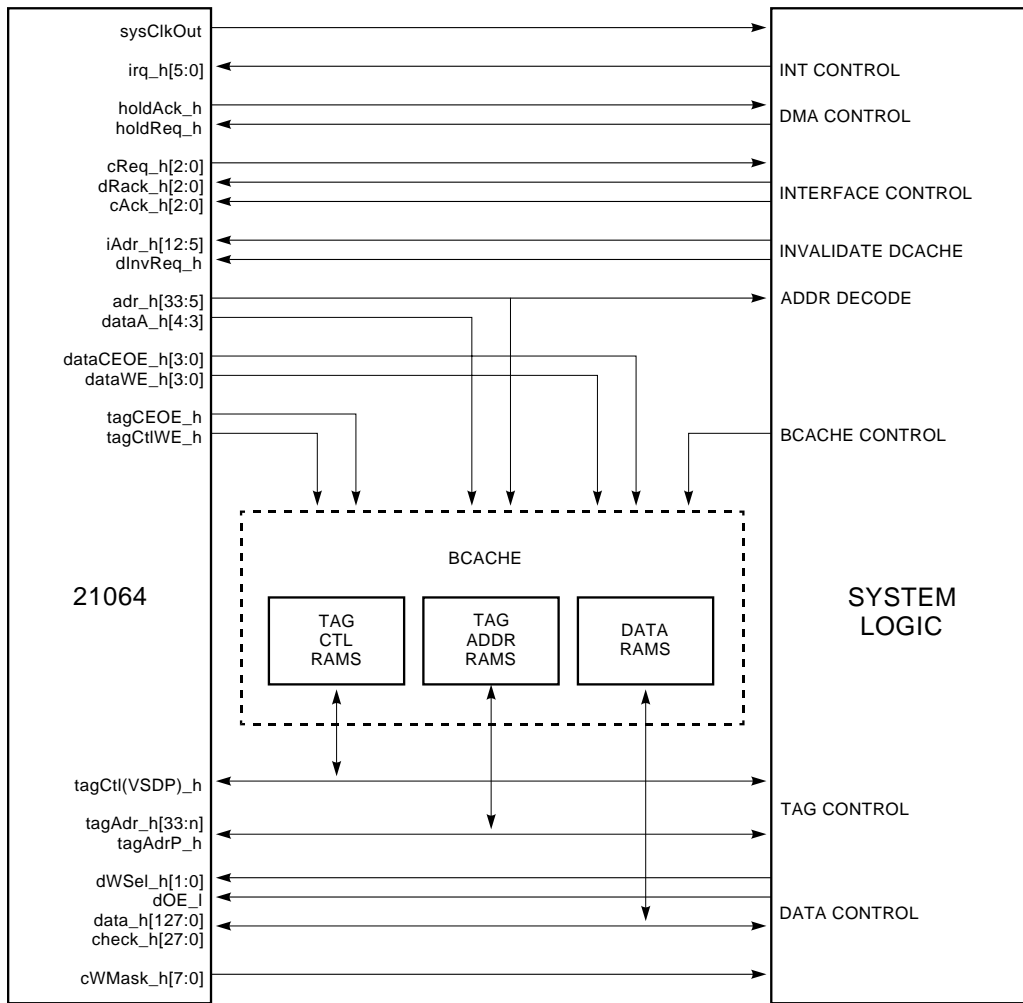 sysClkOut
irq_h[5:0]
INT CONTROL
holdAck_h
holdReq_h
DMA CONTROL
cReq_h[2:0]
dRack_h[2:0]
cAck_h[2:0]
INTERFACE CONTROL
iAdr_h[12:5]
dInvReq_h
INVALIDATE DCACHE
adr_h[33:5]
dataA_h[4:3]
ADDR DECODE
dataCEOE_h[3:0]
dataWE_h[3:0]
tagCEOE_h
tagCtlWE_h
BCACHE CONTROL
BCACHE
21064
TAG
CTL
RAMS
TAG
ADDR
RAMS
DATA
RAMS
SYSTEM
LOGIC
tagCtl(VSDP)_h
tagAdr_h[33:n]
tagAdrP_h
TAG CONTROL
dWSel_h[1:0]
dOE_l
data_h[127:0]
check_h[27:0]
DATA CONTROL
cWMask_h[7:0]